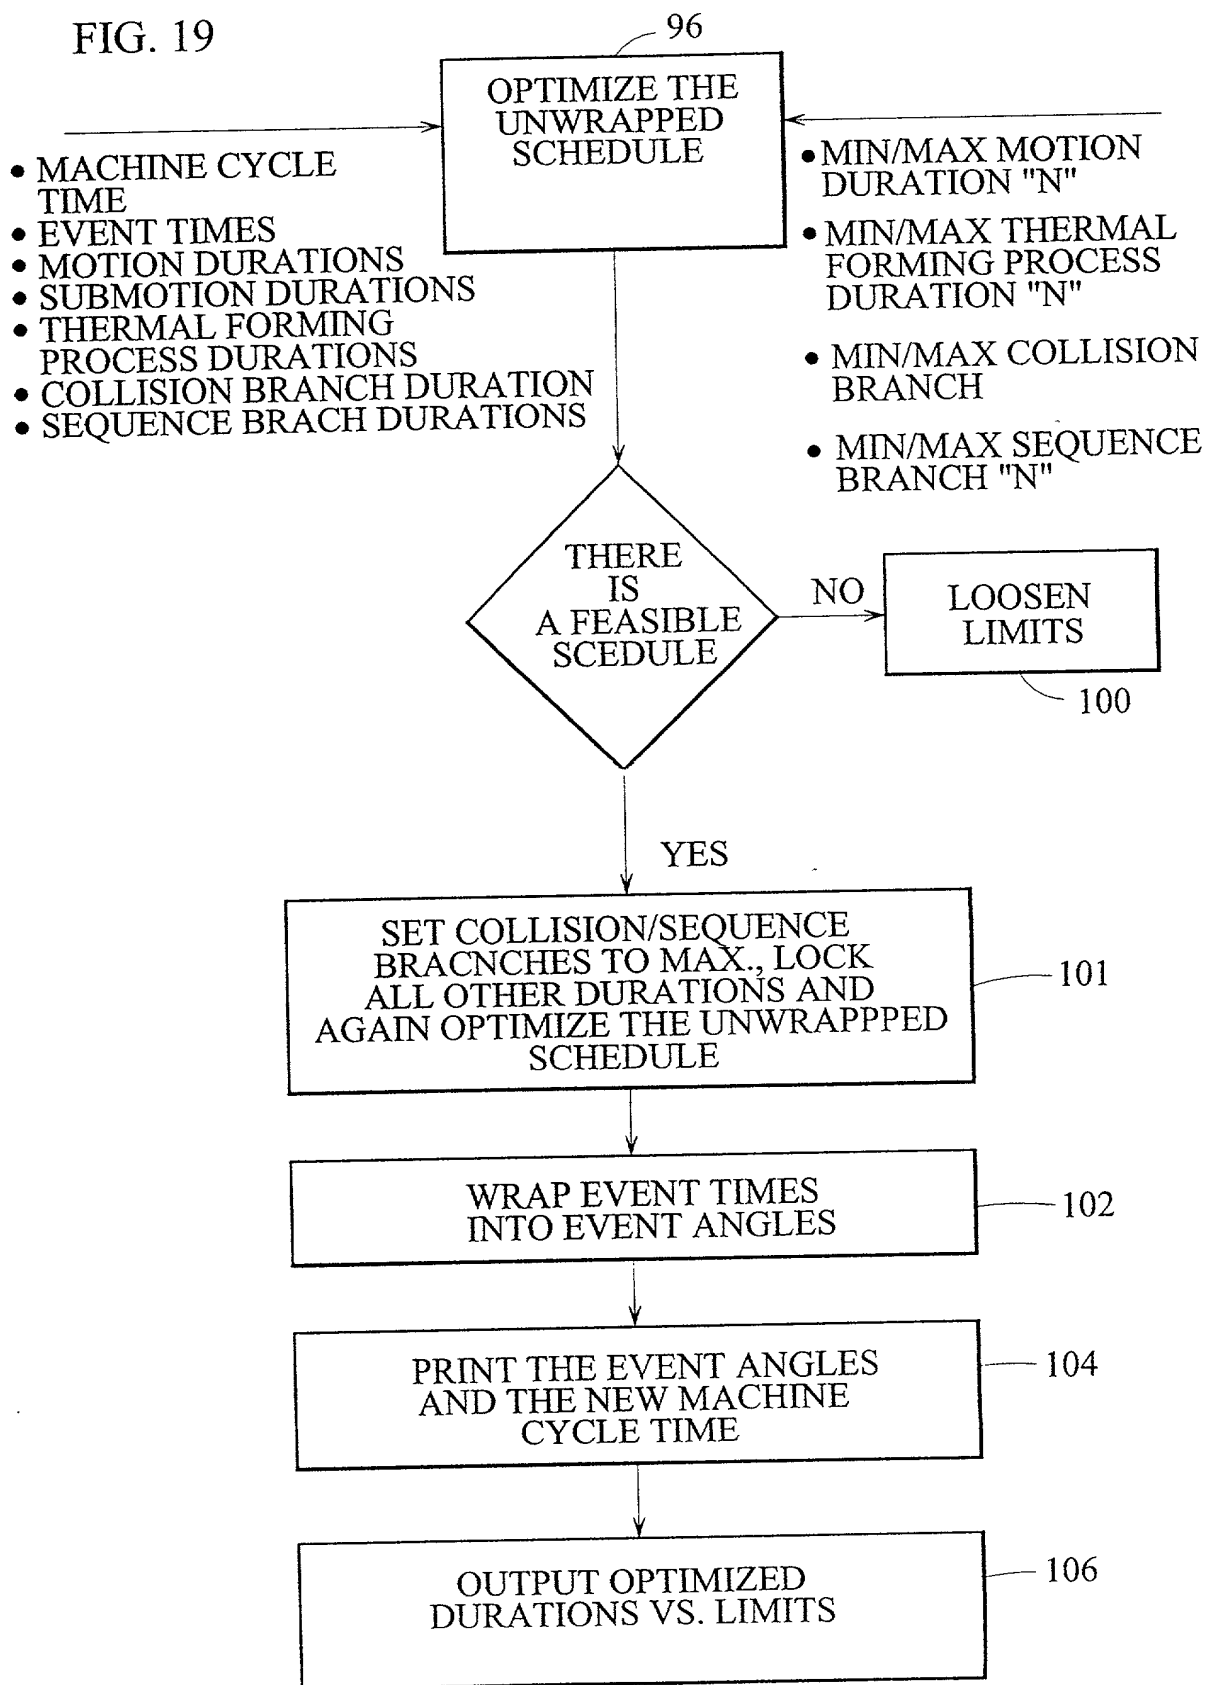 FIG. 19
96
OPTIMIZE THE
UNWRAPPED
SCHEDULE
• MACHINE CYCLE
TIME
• EVENT TIMES
• MOTION DURATIONS
• SUBMOTION DURATIONS
• THERMAL FORMING
PROCESS DURATIONS
• COLLISION BRANCH DURATION
• SEQUENCE BRACH DURATIONS
• MIN/MAX MOTION
DURATION "N"
• MIN/MAX THERMAL
FORMING PROCESS
DURATION "N"
• MIN/MAX COLLISION
BRANCH
• MIN/MAX SEQUENCE
BRANCH "N"
THERE
IS
A FEASIBLE
SCEDULE
NO
LOOSEN
LIMITS
100
YES
SET COLLISION/SEQUENCE
BRACNCHES TO MAX., LOCK
ALL OTHER DURATIONS AND
AGAIN OPTIMIZE THE UNWRAPPPED
SCHEDULE
101
WRAP EVENT TIMES
INTO EVENT ANGLES
102
PRINT THE EVENT ANGLES
AND THE NEW MACHINE
CYCLE TIME
104
OUTPUT OPTIMIZED
DURATIONS VS. LIMITS
106